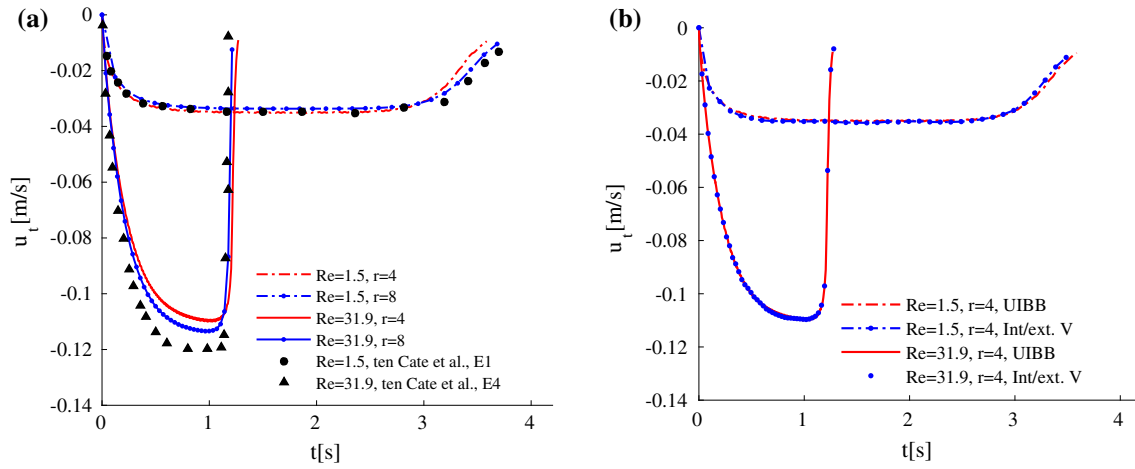 (a)
0
-0.02
-0.04
-0.06
-0.08
-0.1
-0.12
-0.14
u_t[m/s]
0 1 2 3 4
t[s]
Re=1.5, r=4
Re=1.5, r=8
Re=31.9, r=4
Re=31.9, r=8
Re=1.5, ten Cate et al., E1
Re=31.9, ten Cate et al., E4
(b)
0
-0.02
-0.04
-0.06
-0.08
-0.1
-0.12
-0.14
u_t[m/s]
0 1 2 3 4
t[s]
Re=1.5, r=4, UIBB
Re=1.5, r=4, Int/ext. V
Re=31.9, r=4, UIBB
Re=31.9, r=4, Int/ext. V